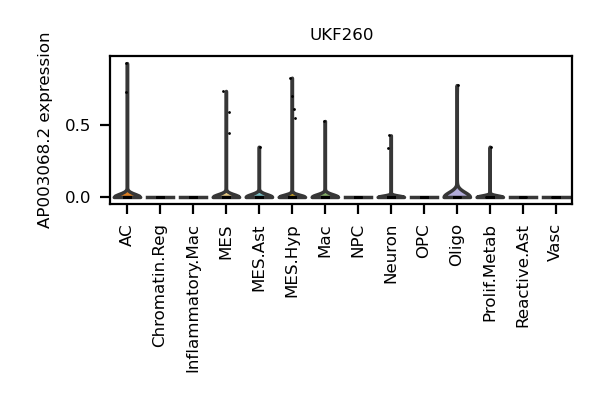 UKF260
AP003068.2 expression
0.5
0.0
AC
Chromatin.Reg
Inflammatory.Mac
MES
MES.Ast
MES.Hyp
Mac
NPC
Neuron
OPC
Oligo
Prolif.Metab
Reactive.Ast
Vasc